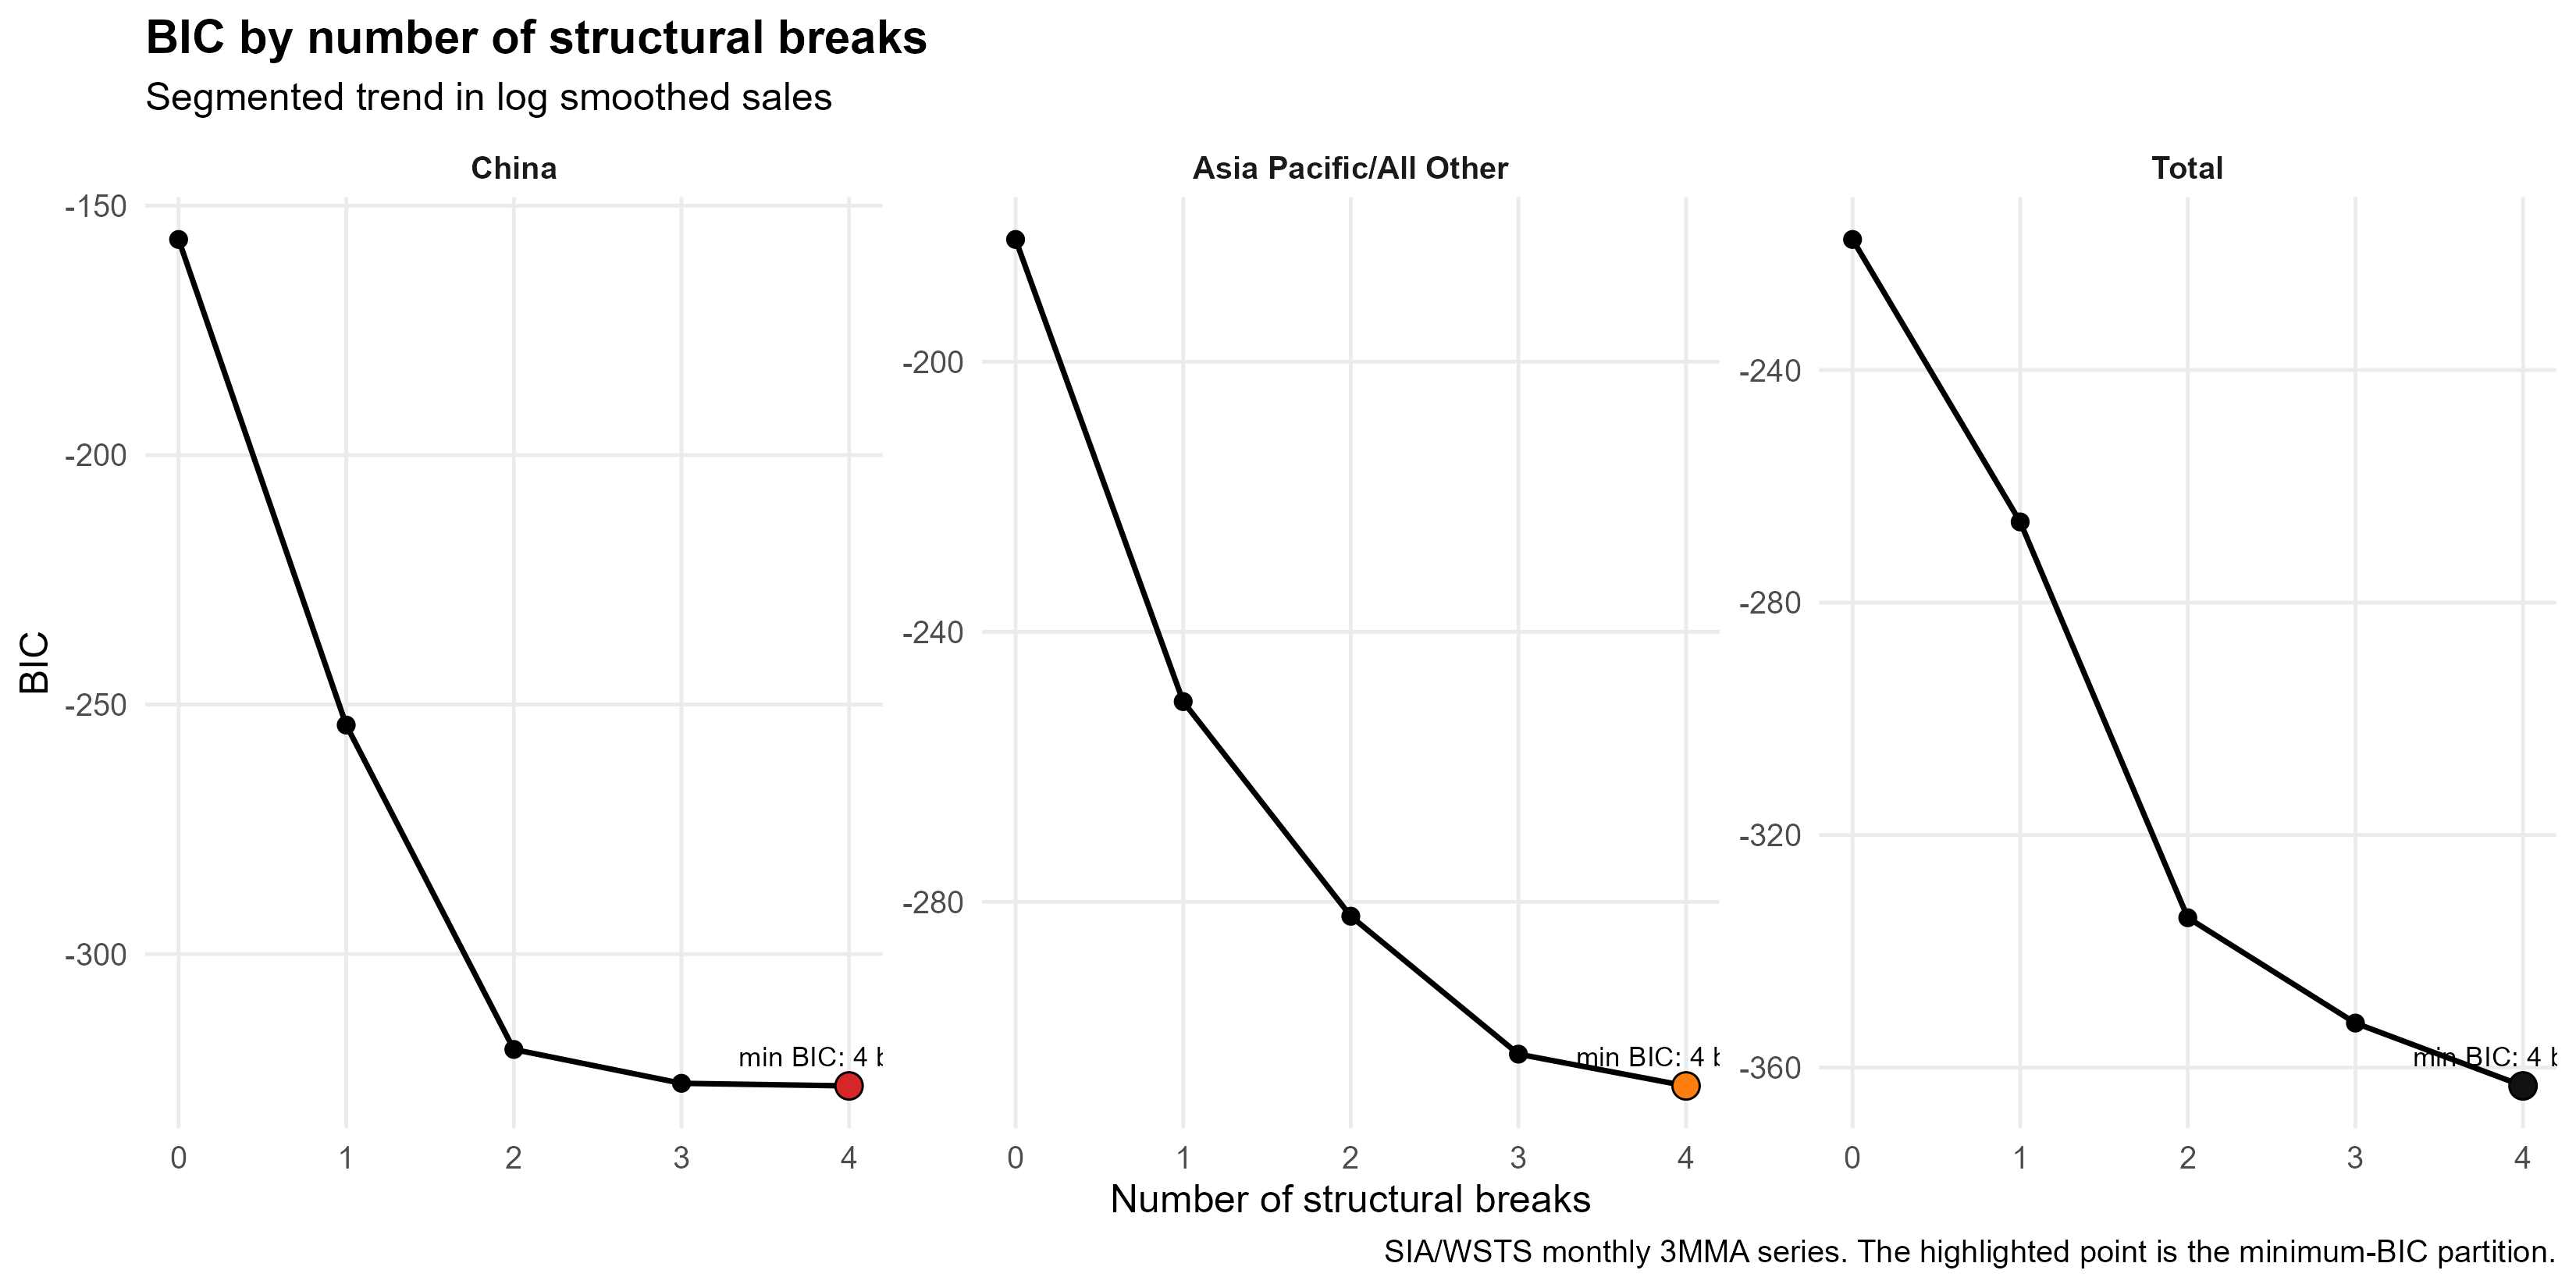 BIC by number of structural breaks
Segmented trend in log smoothed sales
China
Asia Pacific/All Other
Total
BIC
-150
-200
-250
-300
-200
-240
-280
-240
-280
-320
-360
min BIC: 4
min BIC: 4
min BIC: 4
0 1 2 3 4
0 1 2 3 4
0 1 2 3 4
Number of structural breaks
SIA/WSTS monthly 3MMA series. The highlighted point is the minimum-BIC partition.